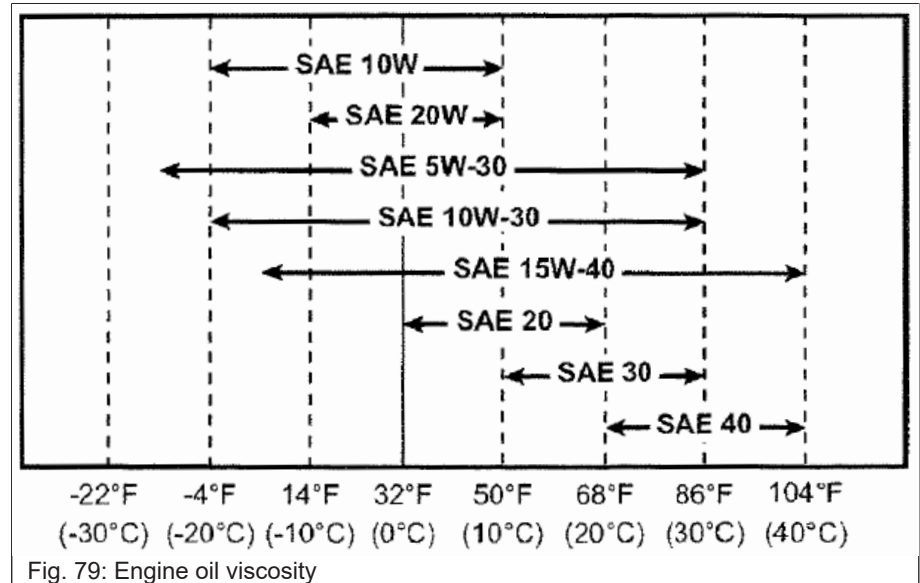 SAE 10W
SAE 20W
SAE 5W-30
SAE 10W-30
SAE 15W-40
SAE 20
SAE 30
SAE 40
-22°F -4°F 14°F 32°F 50°F 68°F 86°F 104°F
(-30°C) (-20°C) (-10°C) (0°C) (10°C) (20°C) (30°C) (40°C)
Fig. 79: Engine oil viscosity